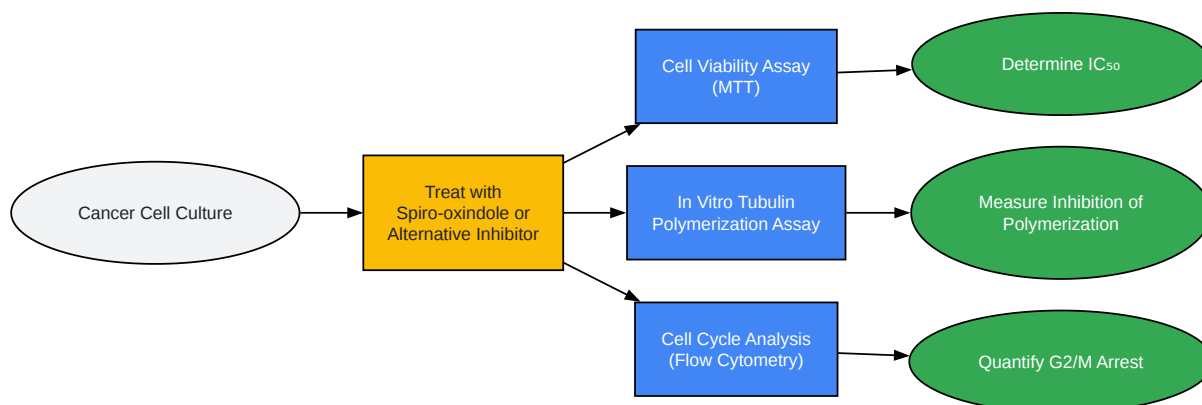 Cancer Cell Culture
Treat with
Spiro-oxindole or
Alternative Inhibitor
Cell Viability Assay
(MTT)
Determine IC₅₀
In Vitro Tubulin
Polymerization Assay
Measure Inhibition of
Polymerization
Cell Cycle Analysis
(Flow Cytometry)
Quantify G2/M Arrest